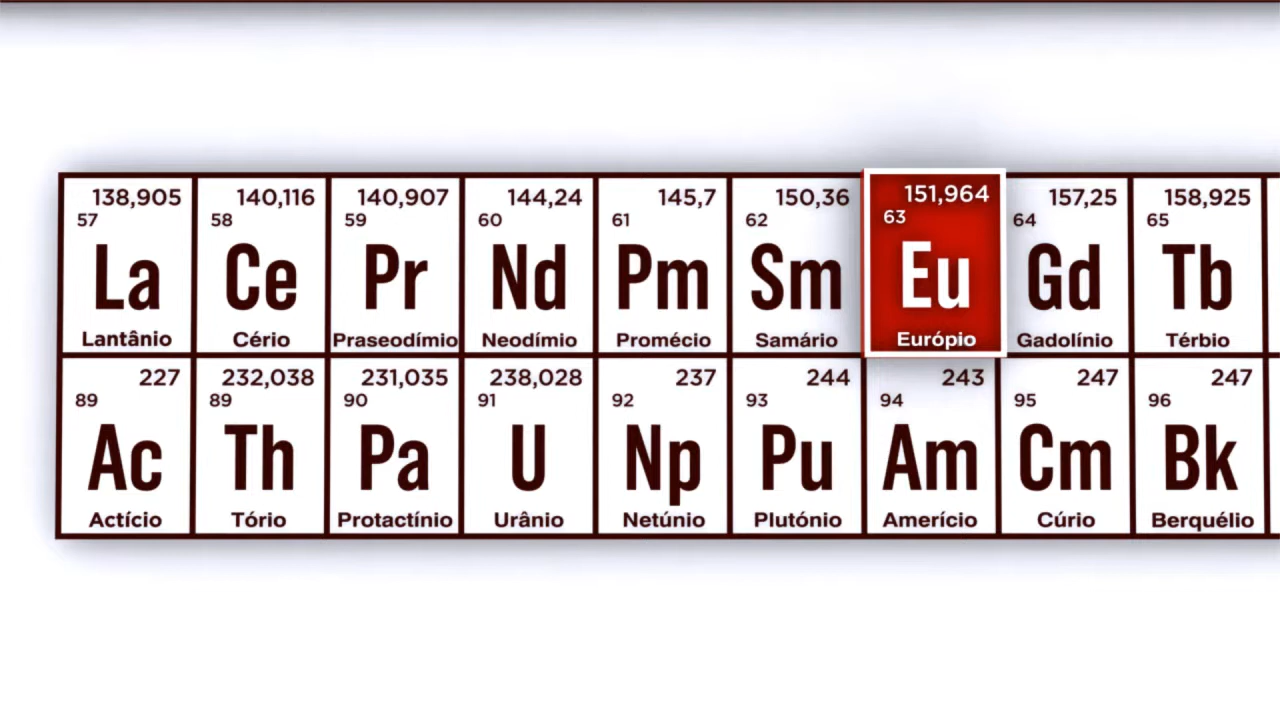 138,905 140,116 140,907 144,24 145,7 150,36 151,964 157,25 158,925
57 58 59 60 61 62 63 64 65
La Ce Pr Nd Pm Sm Eu Gd Tb
Lantânio Cério Praseodímio Neodímio Promécio Samário Európio Gadolínio Térbio
227 232,038 231,035 238,028 237 244 243 247 247
89 89 90 91 92 93 94 95 96
Ac Th Pa U Np Pu Am Cm Bk
Actício Tório Protactínio Urânio Netúnio Plutónio Amerício Cúrio Berquélio